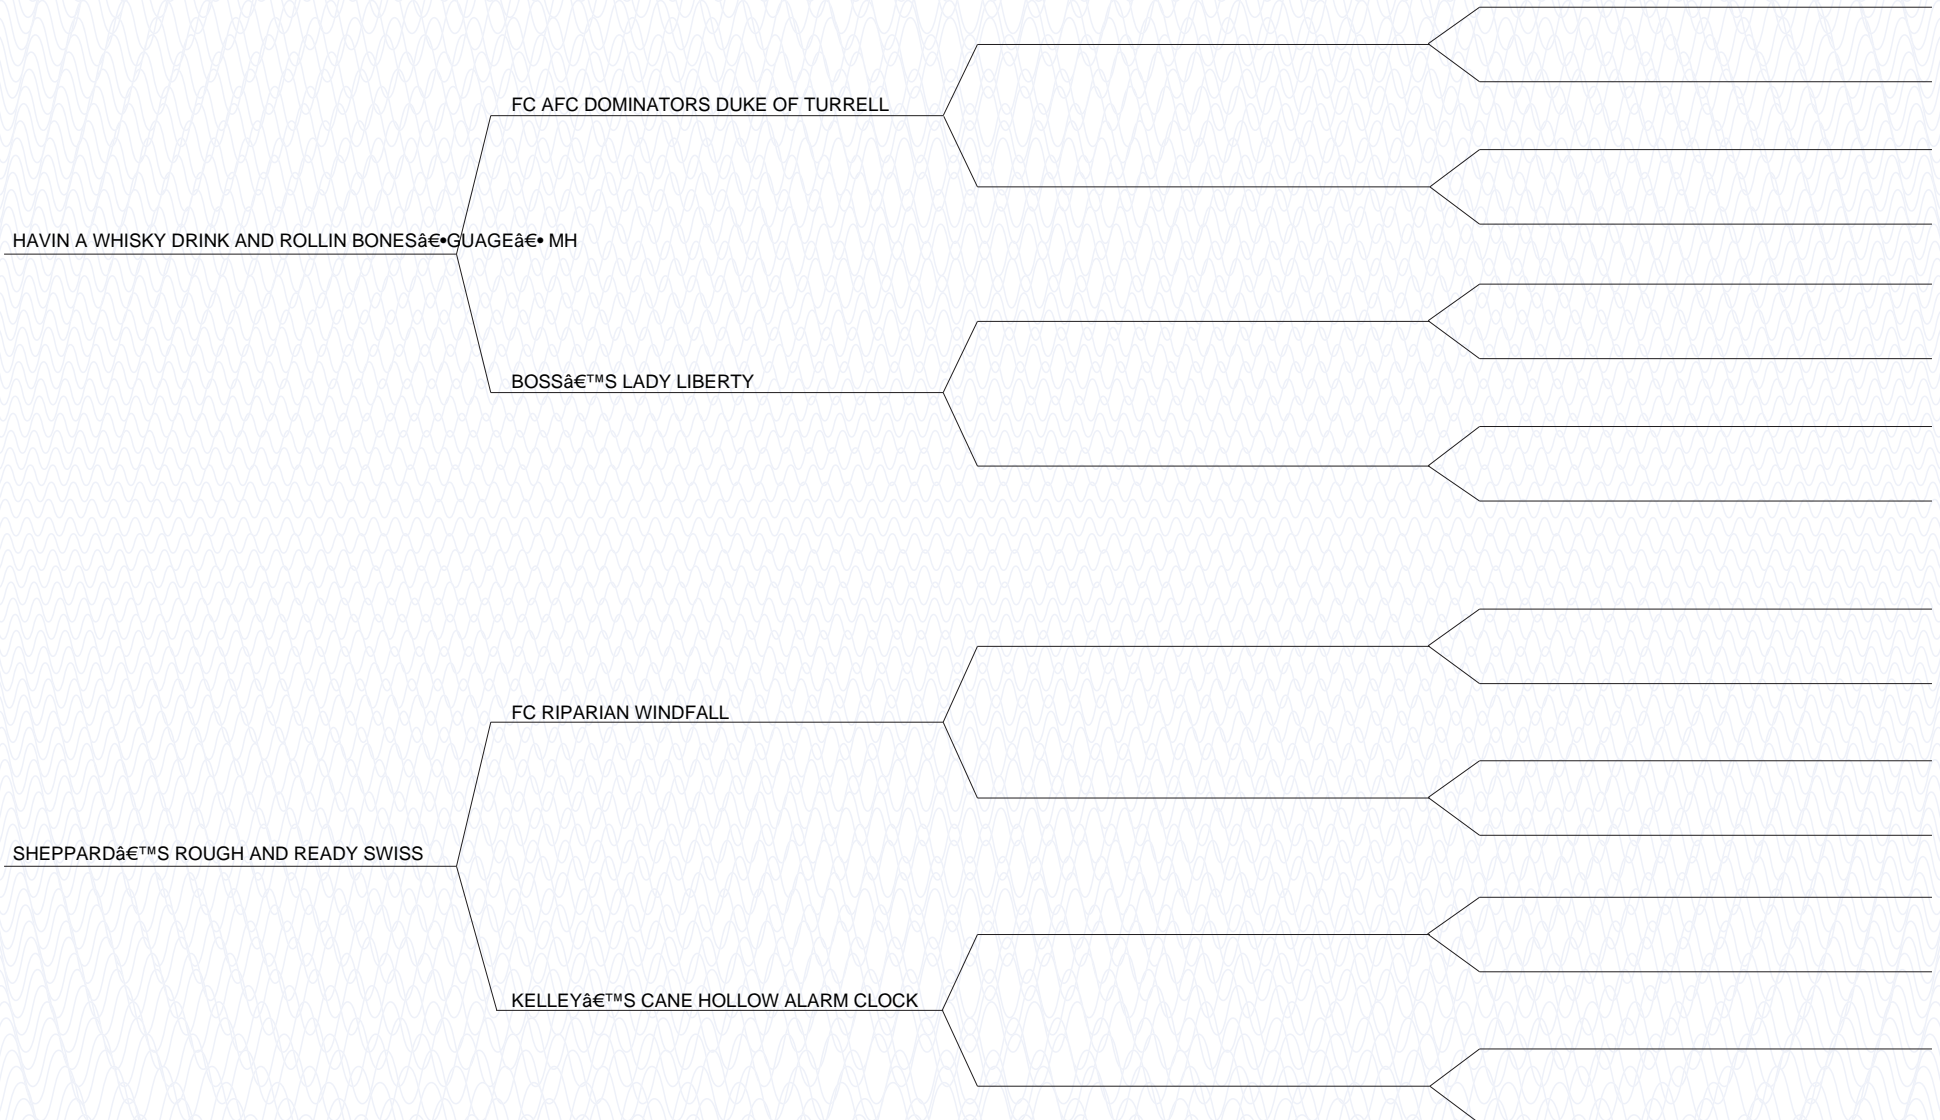 FC AFC DOMINATORS DUKE OF TURRELL
HAVIN A WHISKY DRINK AND ROLLIN BONESâ€•GUAGEâ€• MH
BOSSâ€™S LADY LIBERTY
FC RIPARIAN WINDFALL
SHEPPARDâ€™S ROUGH AND READY SWISS
KELLEYâ€™S CANE HOLLOW ALARM CLOCK